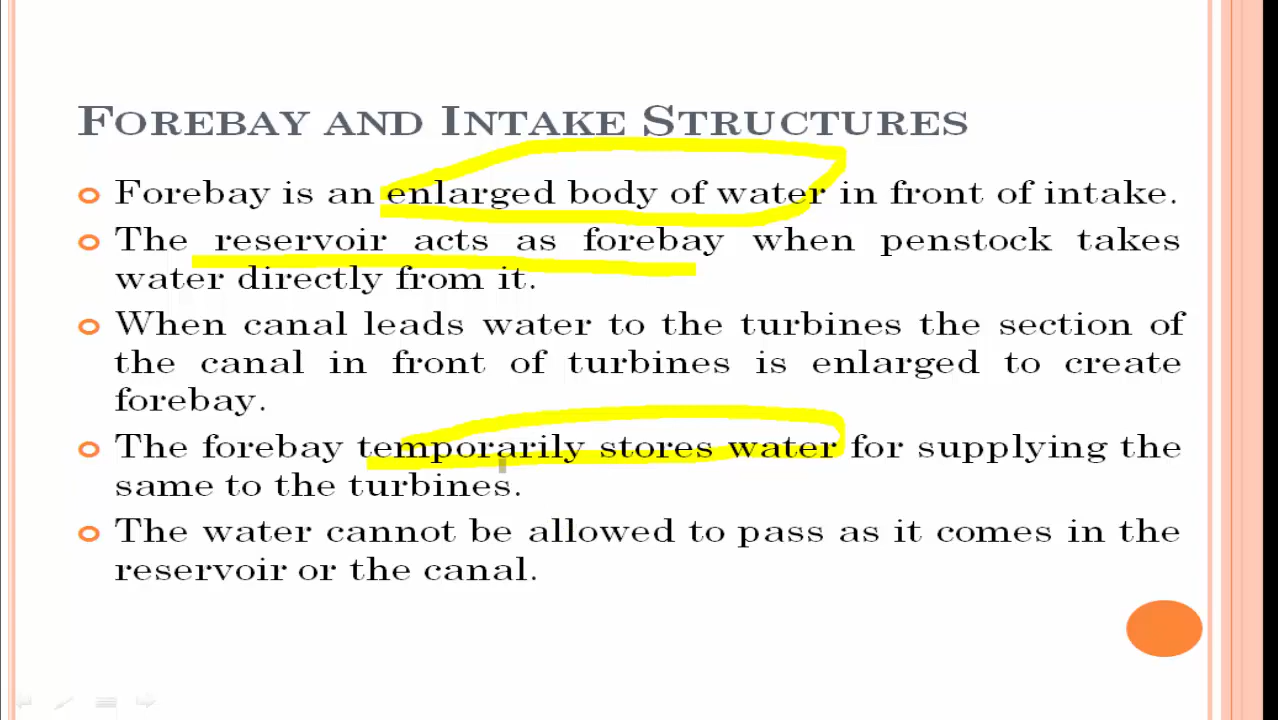 FOREBAY AND INTAKE STRUCTURES
Forebay is an enlarged body of water in front of intake.
The reservoir acts as forebay when penstock takes
water directly from it.
When canal leads water to the turbines the section of
the canal in front of turbines is enlarged to create
forebay.
The forebay temporarily stores water for supplying the
same to the turbines.
The water cannot be allowed to pass as it comes in the
reservoir or the canal.